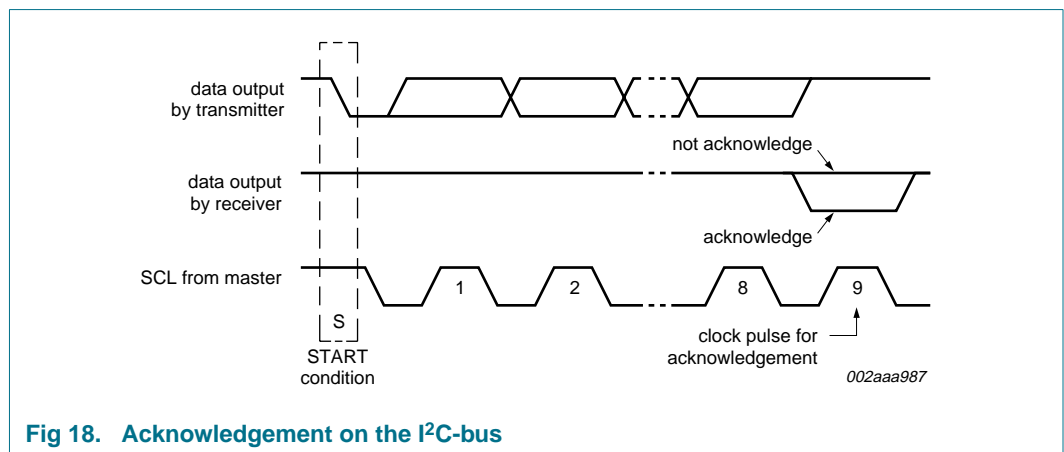 data output
by transmitter
not acknowledge
data output
by receiver
acknowledge
SCL from master
1
2
8
9
S
START
condition
clock pulse for
acknowledgement
002aaa987
Fig 18. Acknowledgement on the I²C-bus